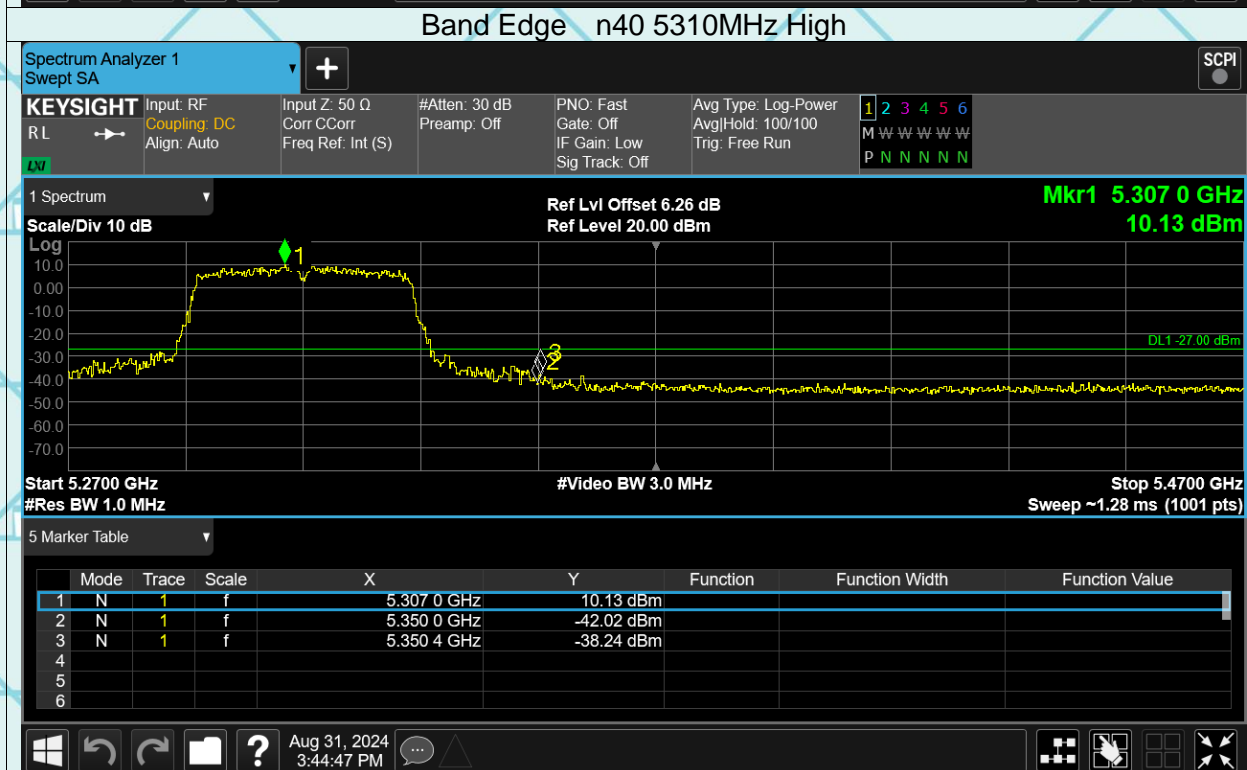 Band Edge n40 5310MHz High
Spectrum Analyzer 1
Swept SA
+
SCPI
KEYSIGHT Input: RF Input Z: 50 Ω #Atten: 30 dB PNO: Fast Avg Type: Log-Power 1 2 3 4 5 6
RL Coupling: DC Corr CCorr Preamp: Off Gate: Off Avg|Hold: 100/100 M W W W W W W
Align: Auto Freq Ref: Int (S) IF Gain: Low Trig: Free Run P N N N N N N
LXI Sig Track: Off
1 Spectrum Ref Lvl Offset 6.26 dB Mkr1 5.307 0 GHz
Scale/Div 10 dB Ref Level 20.00 dBm 10.13 dBm
Log
1
10.0
0.00
-10.0
-20.0
DL1 -27.00 dBm
-30.0
3
2
-40.0
-50.0
-60.0
-70.0
Start 5.2700 GHz #Video BW 3.0 MHz Stop 5.4700 GHz
#Res BW 1.0 MHz Sweep ~1.28 ms (1001 pts)
5 Marker Table
Mode Trace Scale X Y Function Function Width Function Value
1 N 1 f 5.307 0 GHz 10.13 dBm
2 N 1 f 5.350 0 GHz -42.02 dBm
3 N 1 f 5.350 4 GHz -38.24 dBm
4
5
6
?
Aug 31, 2024
3:44:47 PM